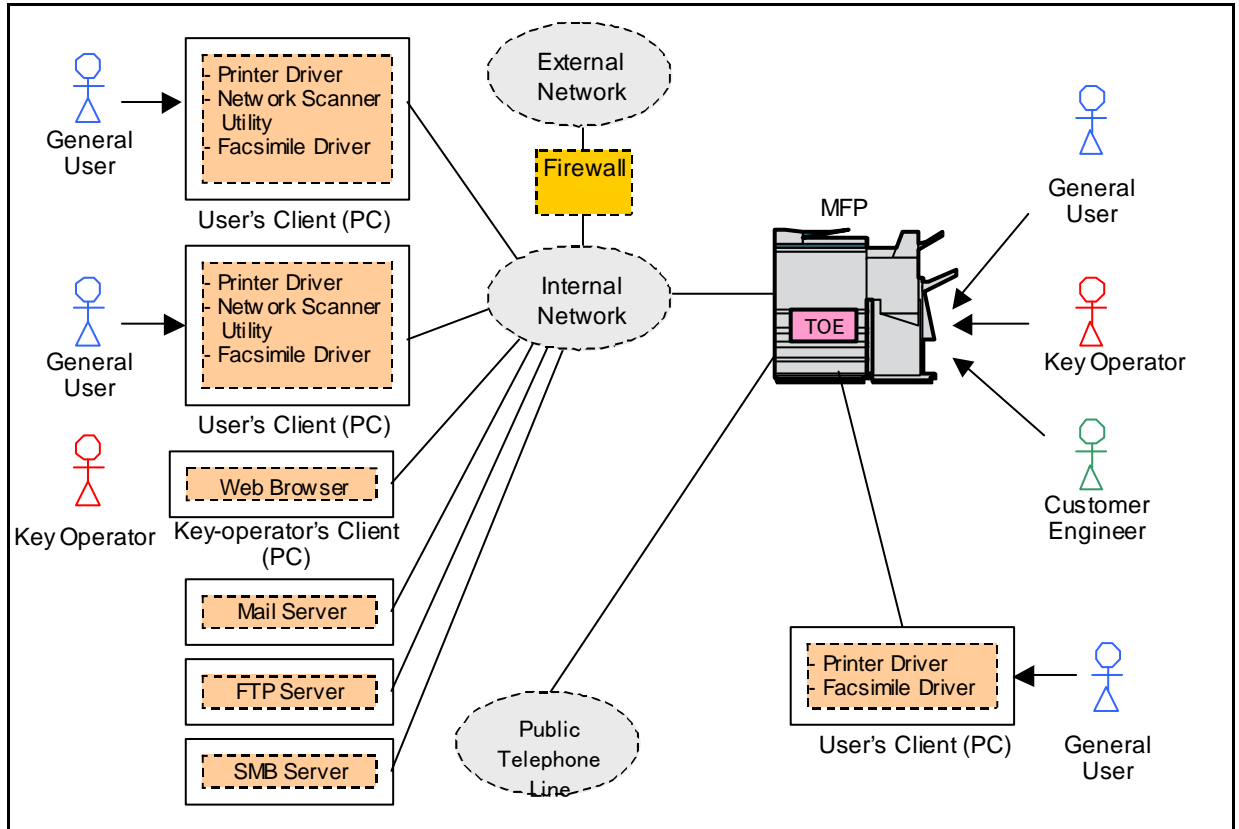 General
User
- Printer Driver
- Network Scanner
Utility
- Facsimile Driver
User's Client (PC)
External
Network
Firewall
Internal
Network
MFP
TOE
General
User
Key Operator
Customer
Engineer
General
User
- Printer Driver
- Network Scanner
Utility
- Facsimile Driver
User's Client (PC)
Key Operator
Web Browser
Key-operator's Client
(PC)
Mail Server
FTP Server
SMB Server
Public
Telephone
Line
- Printer Driver
- Facsimile Driver
User's Client (PC)
General
User